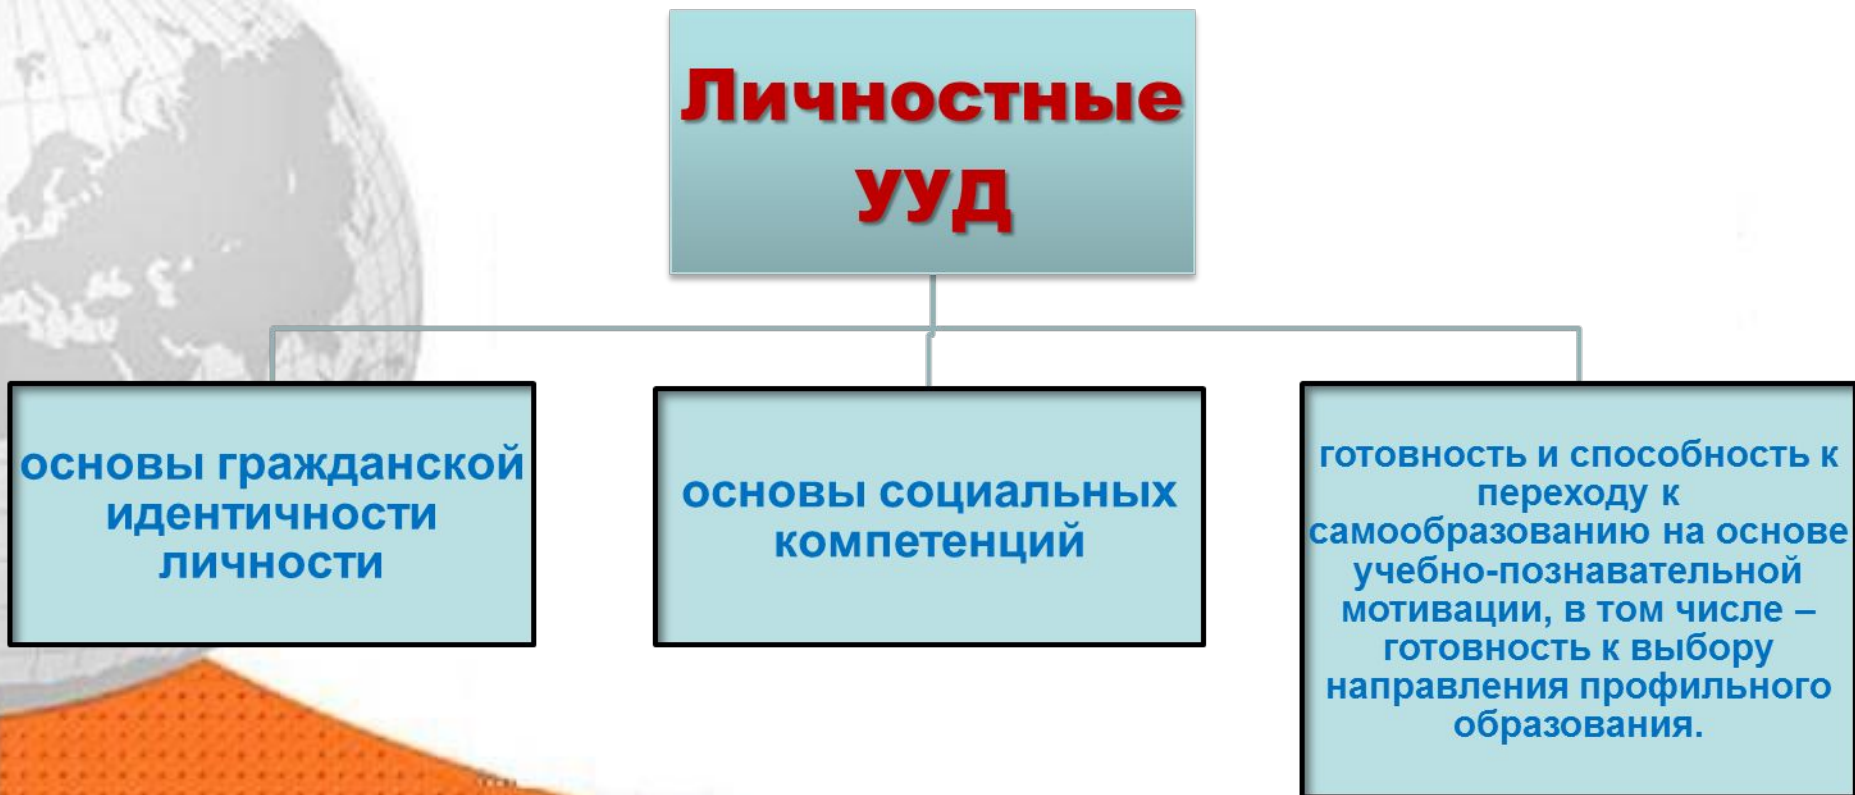 Личностные
УУД
основы гражданской
идентичности
личности
основы социальных
компетенций
готовность и способность к
переходу к
самообразованию на основе
учебно-познавательной
мотивации, в том числе –
готовность к выбору
направления профильного
образования.